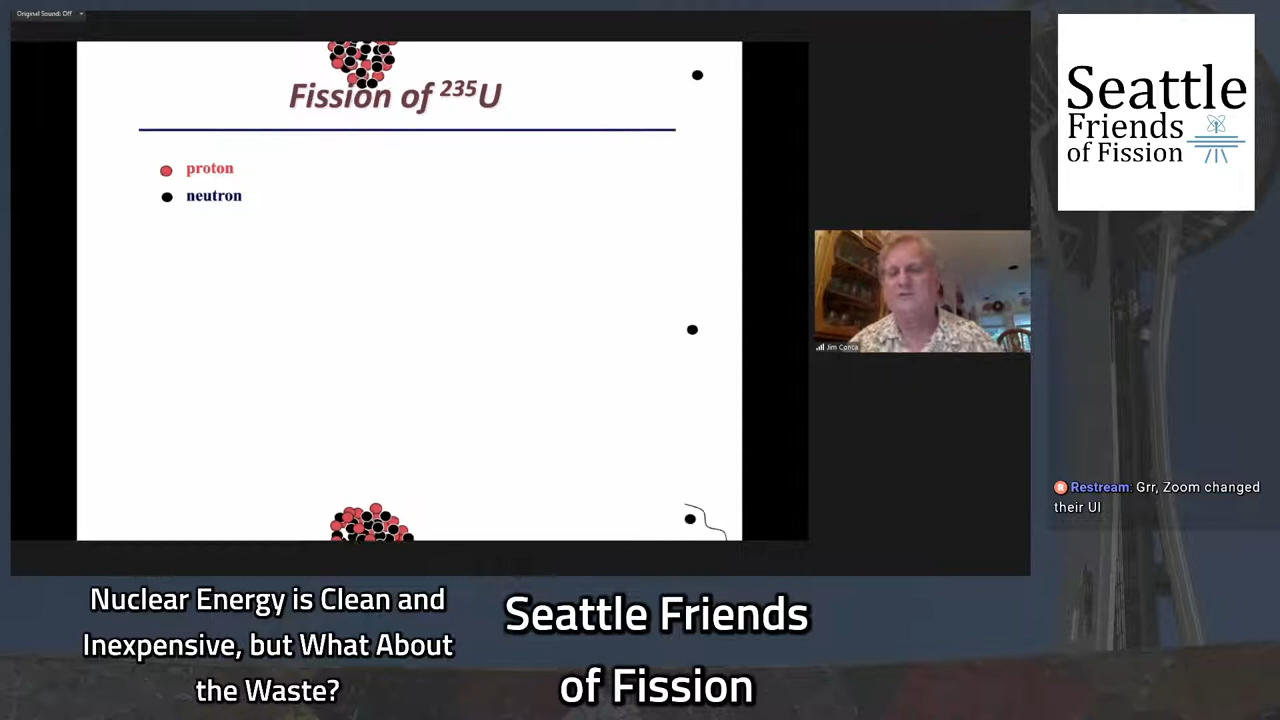 Original Sound: Off
Fission of ²³⁵U
proton
neutron
Jim Conca
Seattle
Friends
of Fission
Restream: Grr, Zoom changed
their UI
Nuclear Energy is Clean and
Inexpensive, but What About
the Waste?
Seattle Friends
of Fission